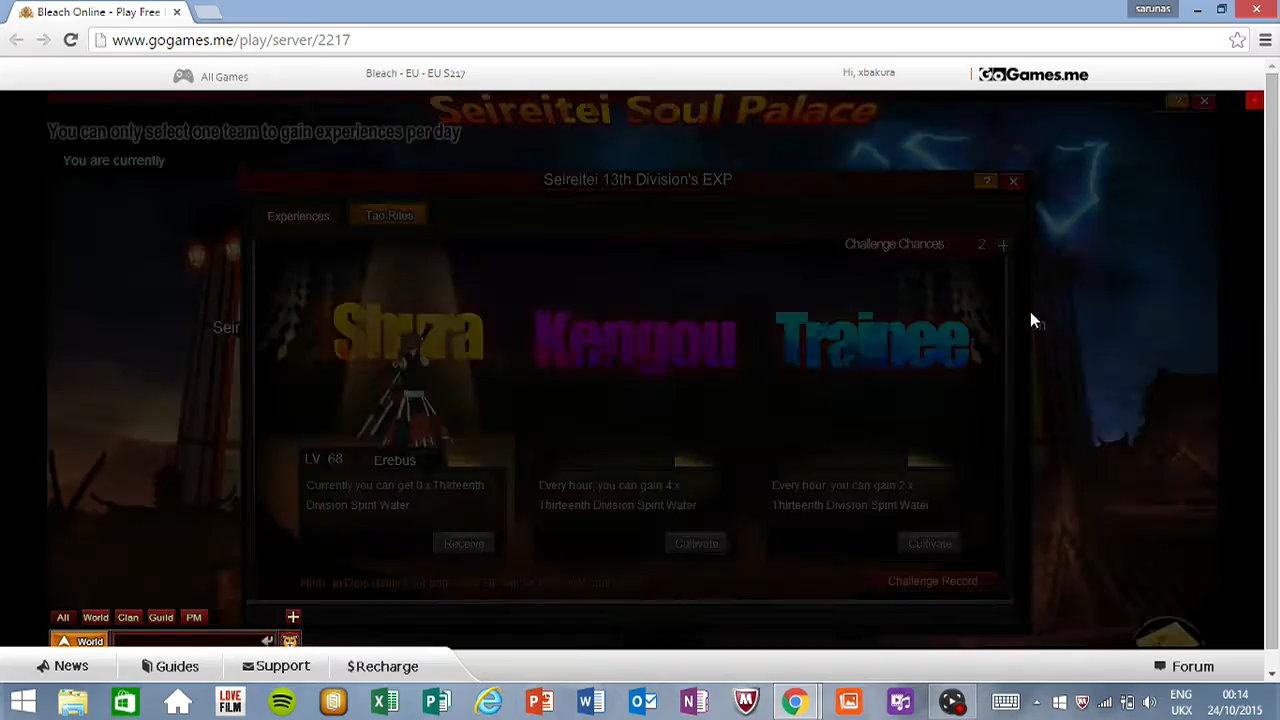 Bleach Online - Play Free
sarunas
www.gogames.me/play/server/2217
All Games
Bleach - EU - EU S217
Hi, xbakura
GoGames.me
Seireitei Soul Palace
You can only select one team to gain experiences per day
You are currently
Seireitei 13th Division's EXP
Experiences
Tao Rites
Challenge Chances
2 +
Shiza
Kengou
Trainee
Seir
LV 68
Erebus
Currently you can get 0 x Thirteenth
Division Spirit Water
Receive
Every hour, you can gain 4 x
Thirteenth Division Spirit Water
Cultivate
Every hour, you can gain 2 x
Thirteenth Division Spirit Water
Cultivate
Challenge Record
All
World
Clan
Guild
PM
World
News
Guides
Support
$Recharge
Forum
LOVE
FILM
ENG
UKX
00:14
24/10/2015